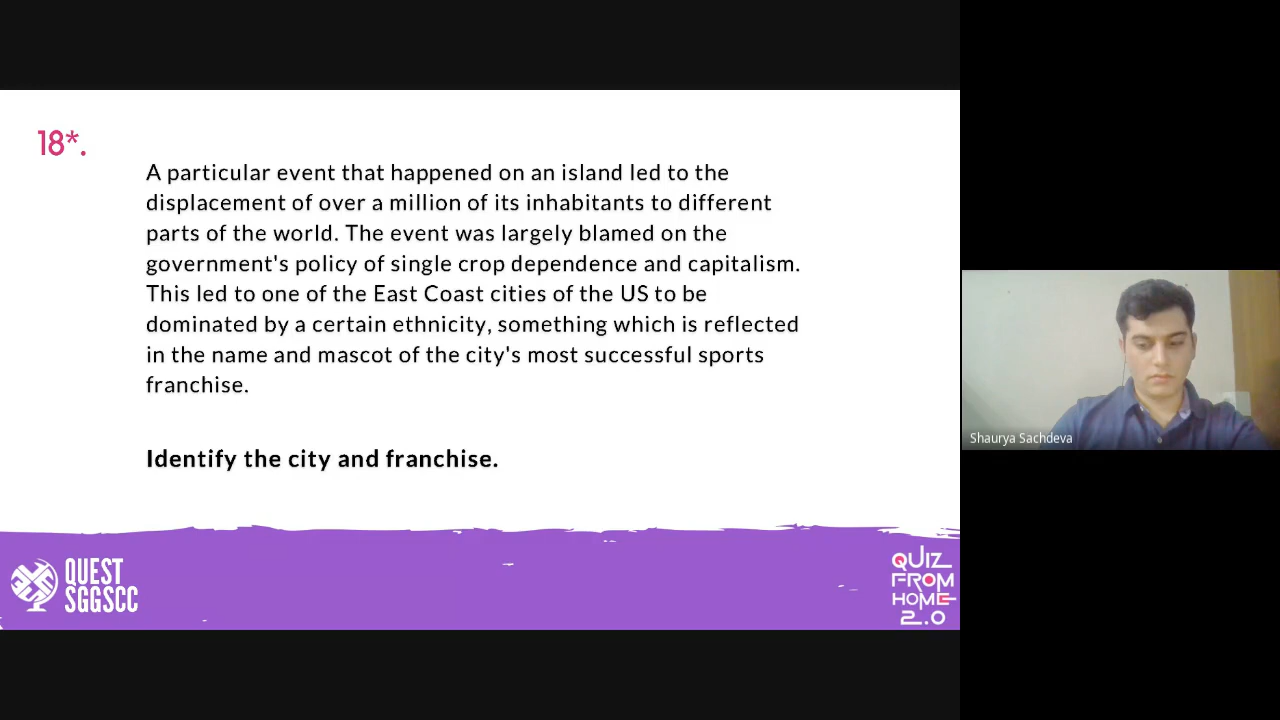 18*.
A particular event that happened on an island led to the
displacement of over a million of its inhabitants to different
parts of the world. The event was largely blamed on the
government's policy of single crop dependence and capitalism.
This led to one of the East Coast cities of the US to be
dominated by a certain ethnicity, something which is reflected
in the name and mascot of the city's most successful sports
franchise.
Identify the city and franchise.
Shaurya Sachdeva
QUEST
SGGSCC
QUIZ
FROM
HOME
2.0